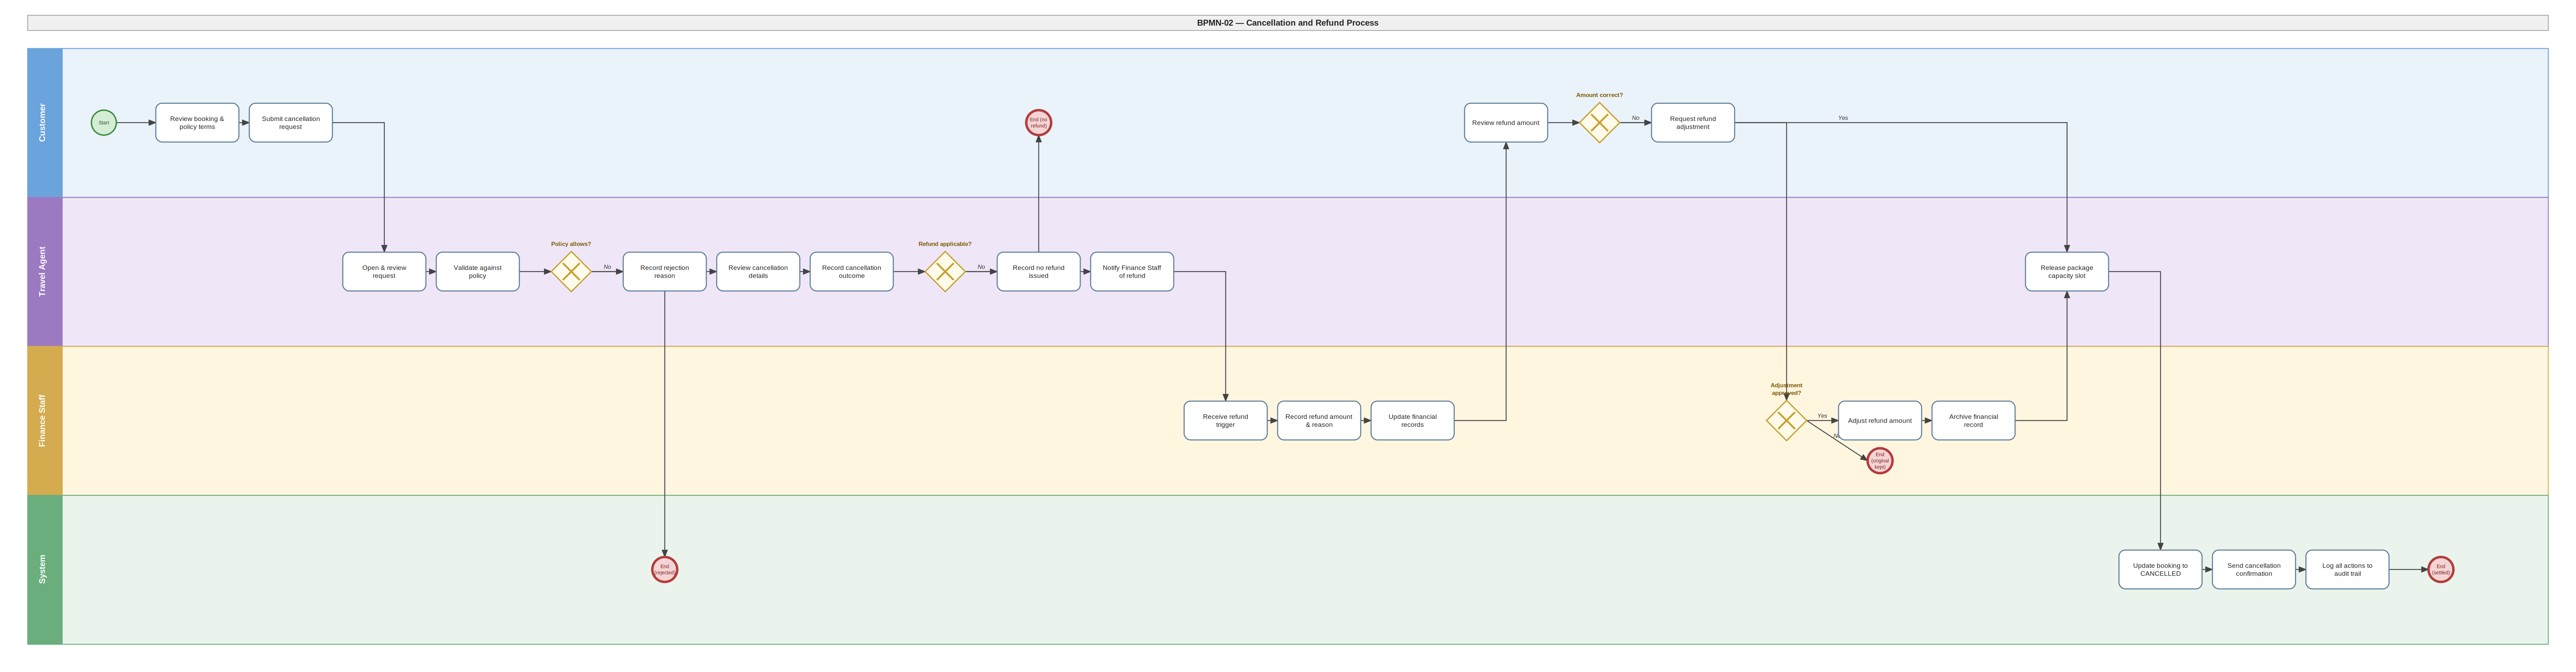 BPMN-02 — Cancellation and Refund Process
Customer
Start
Review booking &
policy terms
Submit cancellation
request
End (no
refund)
Review refund amount
Amount correct?
No
Request refund
adjustment
Yes
Travel Agent
Open & review
request
Validate against
policy
Policy allows?
No
Record rejection
reason
Review cancellation
details
Record cancellation
outcome
Refund applicable?
No
Record no refund
issued
Notify Finance Staff
of refund
Release package
capacity slot
Finance Staff
Receive refund
trigger
Record refund amount
& reason
Update financial
records
Adjustment
approved?
Yes
No
Adjust refund amount
Archive financial
record
End
(original
kept)
System
End
(rejected)
Update booking to
CANCELLED
Send cancellation
confirmation
Log all actions to
audit trail
End
(settled)